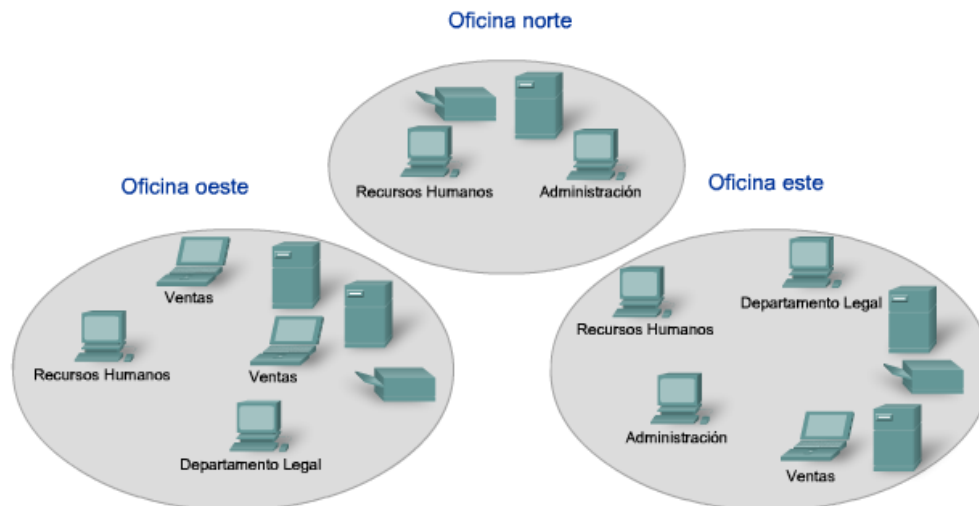 Oficina norte
Recursos Humanos
Administración
Oficina oeste
Ventas
Recursos Humanos
Ventas
Departamento Legal
Oficina este
Departamento Legal
Recursos Humanos
Administración
Ventas